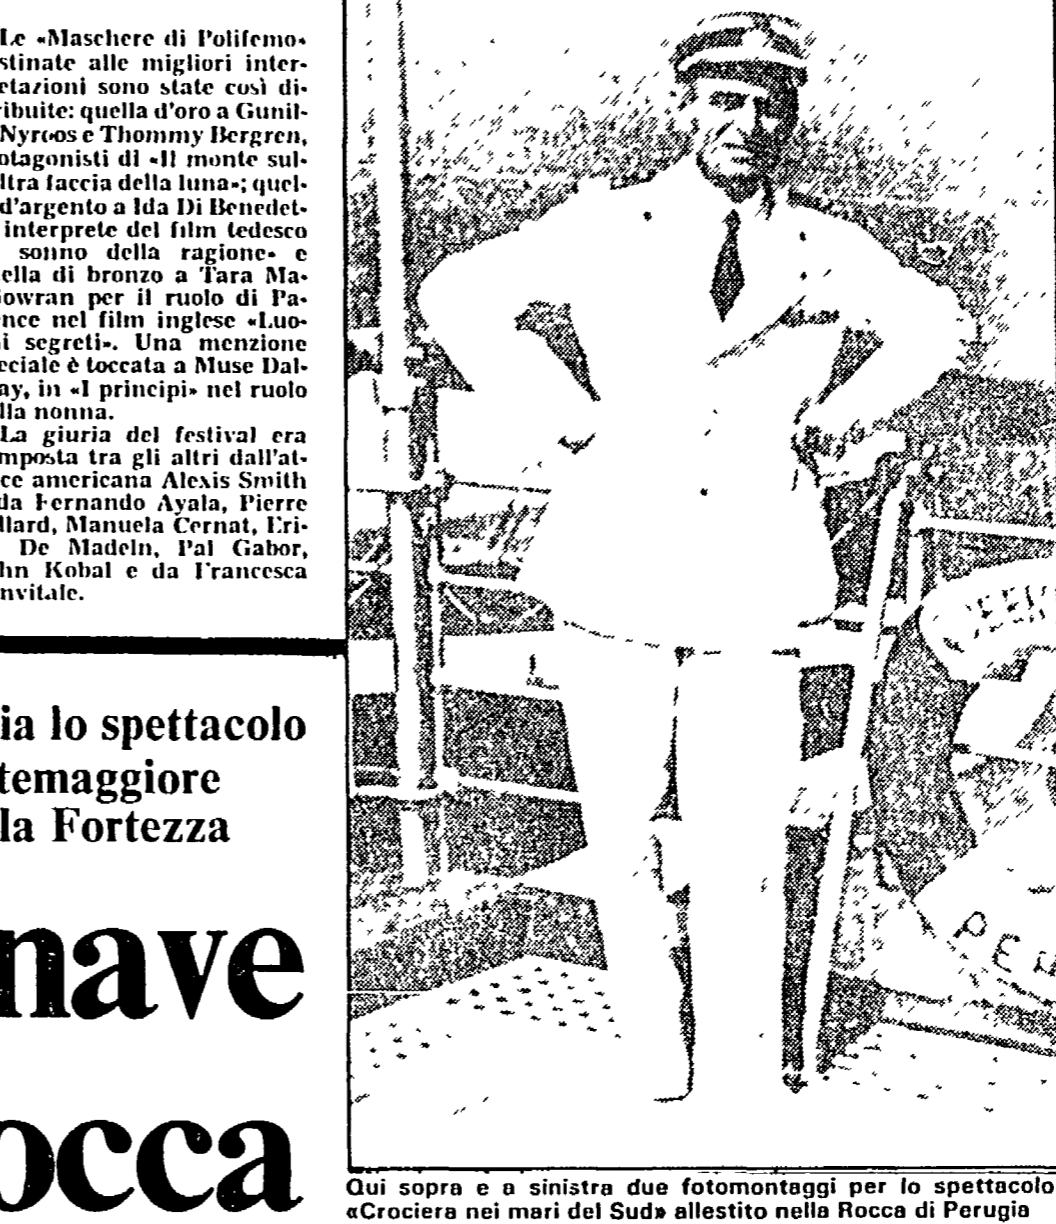 Le «Maschere di Polifemo»
stinate alle migliori inter-
etazioni sono state così di-
ribuite: quella d'oro a Gunil-
Nyroos e Thommy Bergren,
otagonisti di «Il monte sul-
ltra faccia della luna»; quel-
d'argento a Ida Di Benedet-
interprete del film tedesco
sonno della ragione» e
ella di bronzo a Tara Ma-
Gowran per il ruolo di Pa-
ence nel film inglese «Luo-
i segreti». Una menzione
eciale è toccata a Muse Dal-
ay, in «I principi» nel ruolo
lla nonna.
La giuria del festival era
mposta tra gli altri dall'at-
ce americana Alexis Smith
da Fernando Ayala, Pierre
llard, Manuela Cernat, Eri-
De Madeln, Pal Gabor,
hn Kobal e da Francesca
nvitale.
ia lo spettacolo
temaggiore
la Fortezza
nave
occa
PEN
Qui sopra e a sinistra due fotomontaggi per lo spettacolo
«Crociera nei mari del Sud» allestito nella Rocca di Perugia